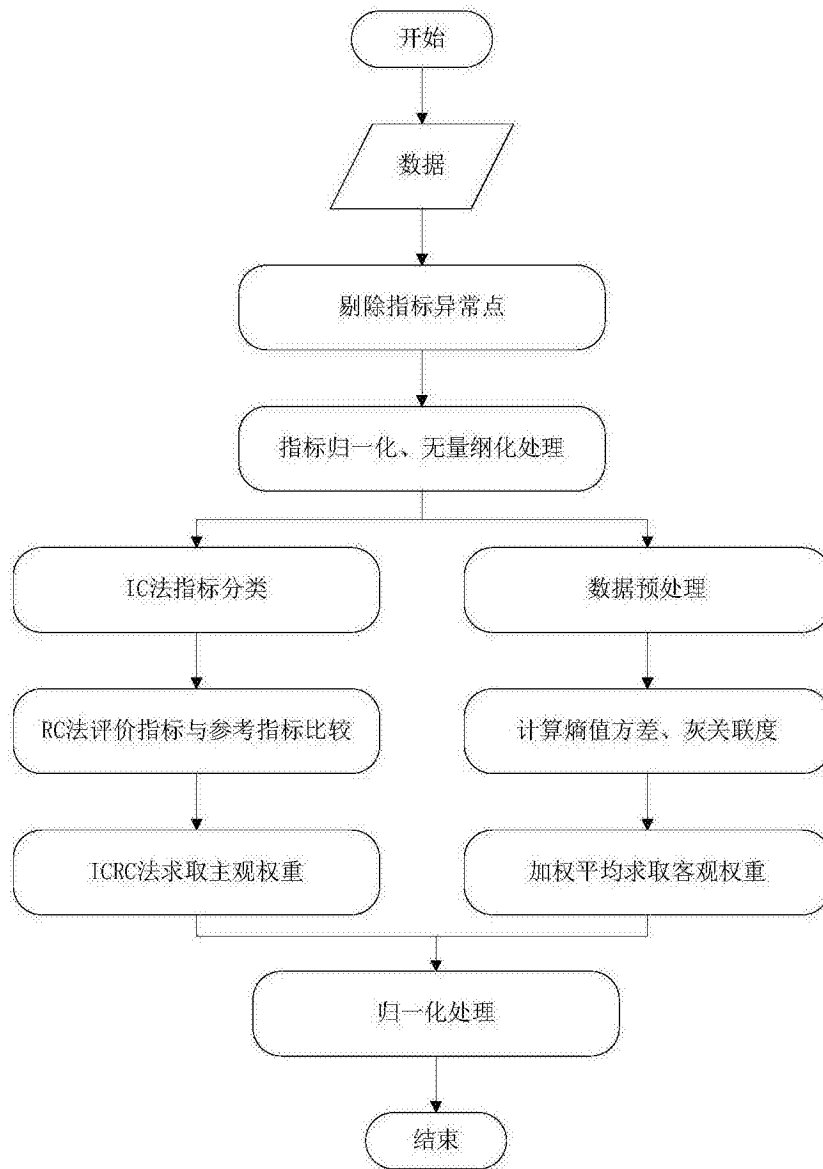 开始
数据
剔除指标异常点
指标归一化、无量纲化处理
IC法指标分类
数据预处理
RC法评价指标与参考指标比较
计算熵值方差、灰关联度
ICRC法求取主观权重
加权平均求取客观权重
归一化处理
结束